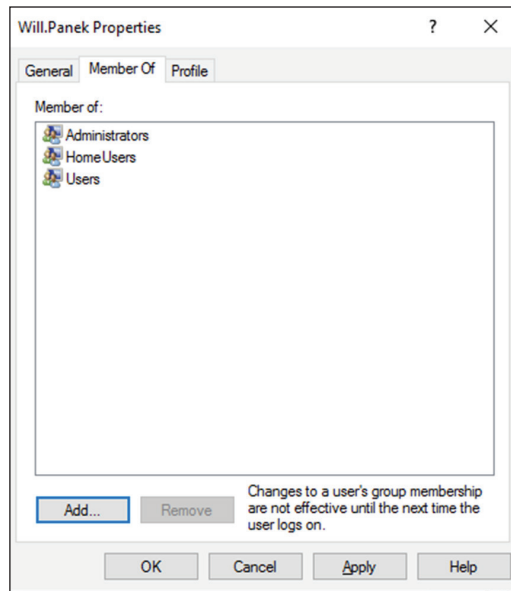 Will.Panek Properties
? X
General Member Of Profile
Member of:
Administrators
HomeUsers
Users
Add... Remove
Changes to a user's group membership
are not effective until the next time the
user logs on.
OK Cancel Apply Help